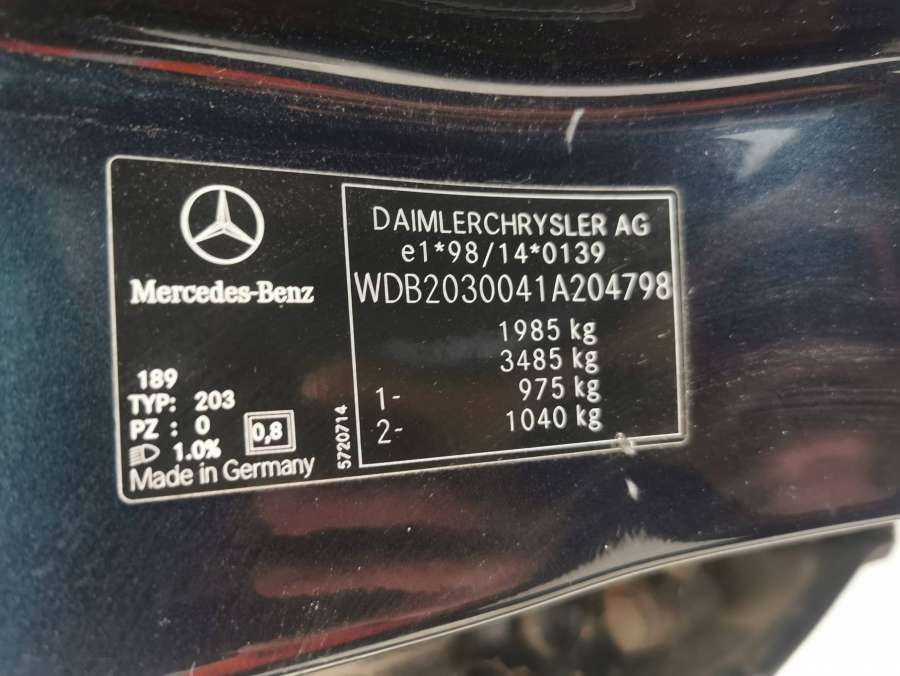 Mercedes-Benz
189
TYP: 203
PZ : 0
1.0%
0,8
Made in Germany
5720714
DAIMLERCHRYSLER AG
e1*98/14*0139
WDB2030041A204798
1985 kg
3485 kg
1- 975 kg
2- 1040 kg